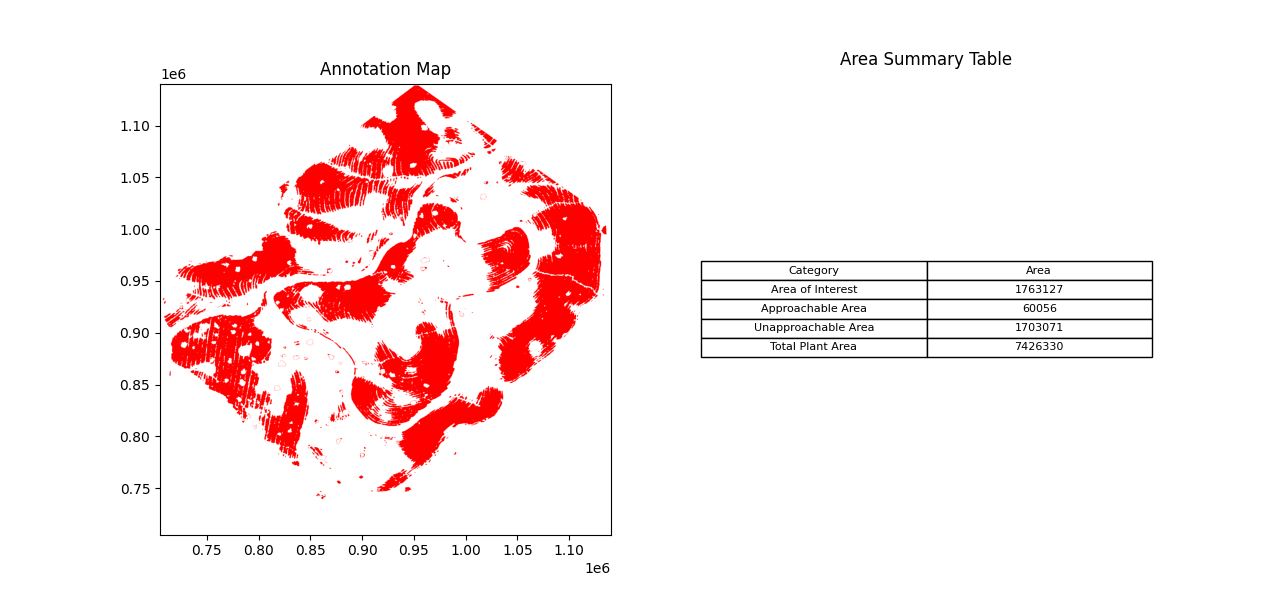 Annotation Map
1e6
1.10
1.05
1.00
0.95
0.90
0.85
0.80
0.75
0.75 0.80 0.85 0.90 0.95 1.00 1.05 1.10
1e6
Area Summary Table
Category Area
Area of Interest 1763127
Approachable Area 60056
Unapproachable Area 1703071
Total Plant Area 7426330